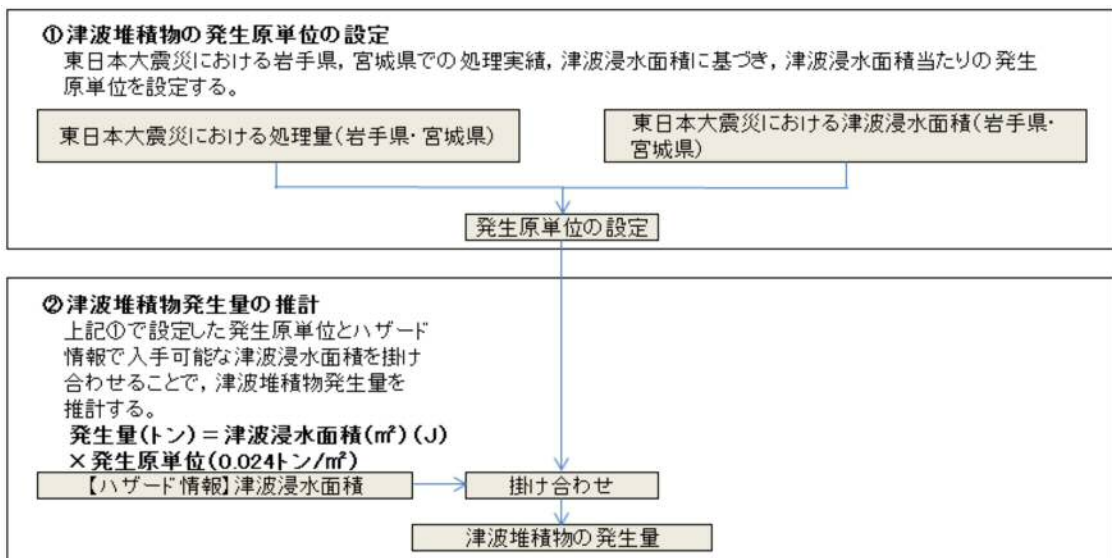 ①津波堆積物の発生原単位の設定
東日本大震災における岩手県，宮城県での処理実績，津波浸水面積に基づき，津波浸水面積当たりの発生
原単位を設定する。
東日本大震災における処理量(岩手県・宮城県)
東日本大震災における津波浸水面積(岩手県・
宮城県)
発生原単位の設定
②津波堆積物発生量の推計
上記①で設定した発生原単位とハザード
情報で入手可能な津波浸水面積を掛け
合わせることで，津波堆積物発生量を
推計する。
発生量(トン)＝津波浸水面積(㎡)(J)
×発生原単位(0.024トン/㎡)
【ハザード情報】津波浸水面積
掛け合わせ
津波堆積物の発生量